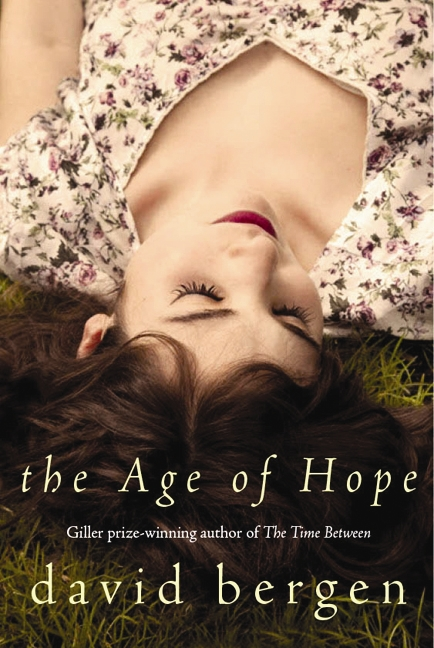 the Age of Hope
Giller prize-winning author of The Time Between
david bergen